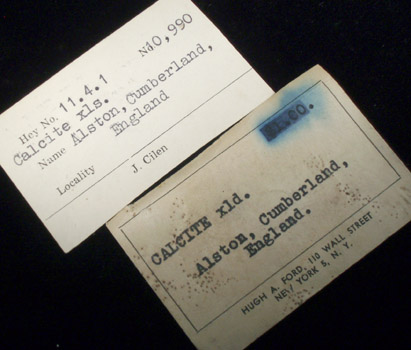 Hey No. 11.4.1 No 10,990
Calcite xls.
Name Alston, Cumberland,
England
Locality
J. Cilen
CALCITE xld.
Alston, Cumberland,
England.
HUGH A. FORD, 110 WALL STREET
NEW YORK 5, N. Y.